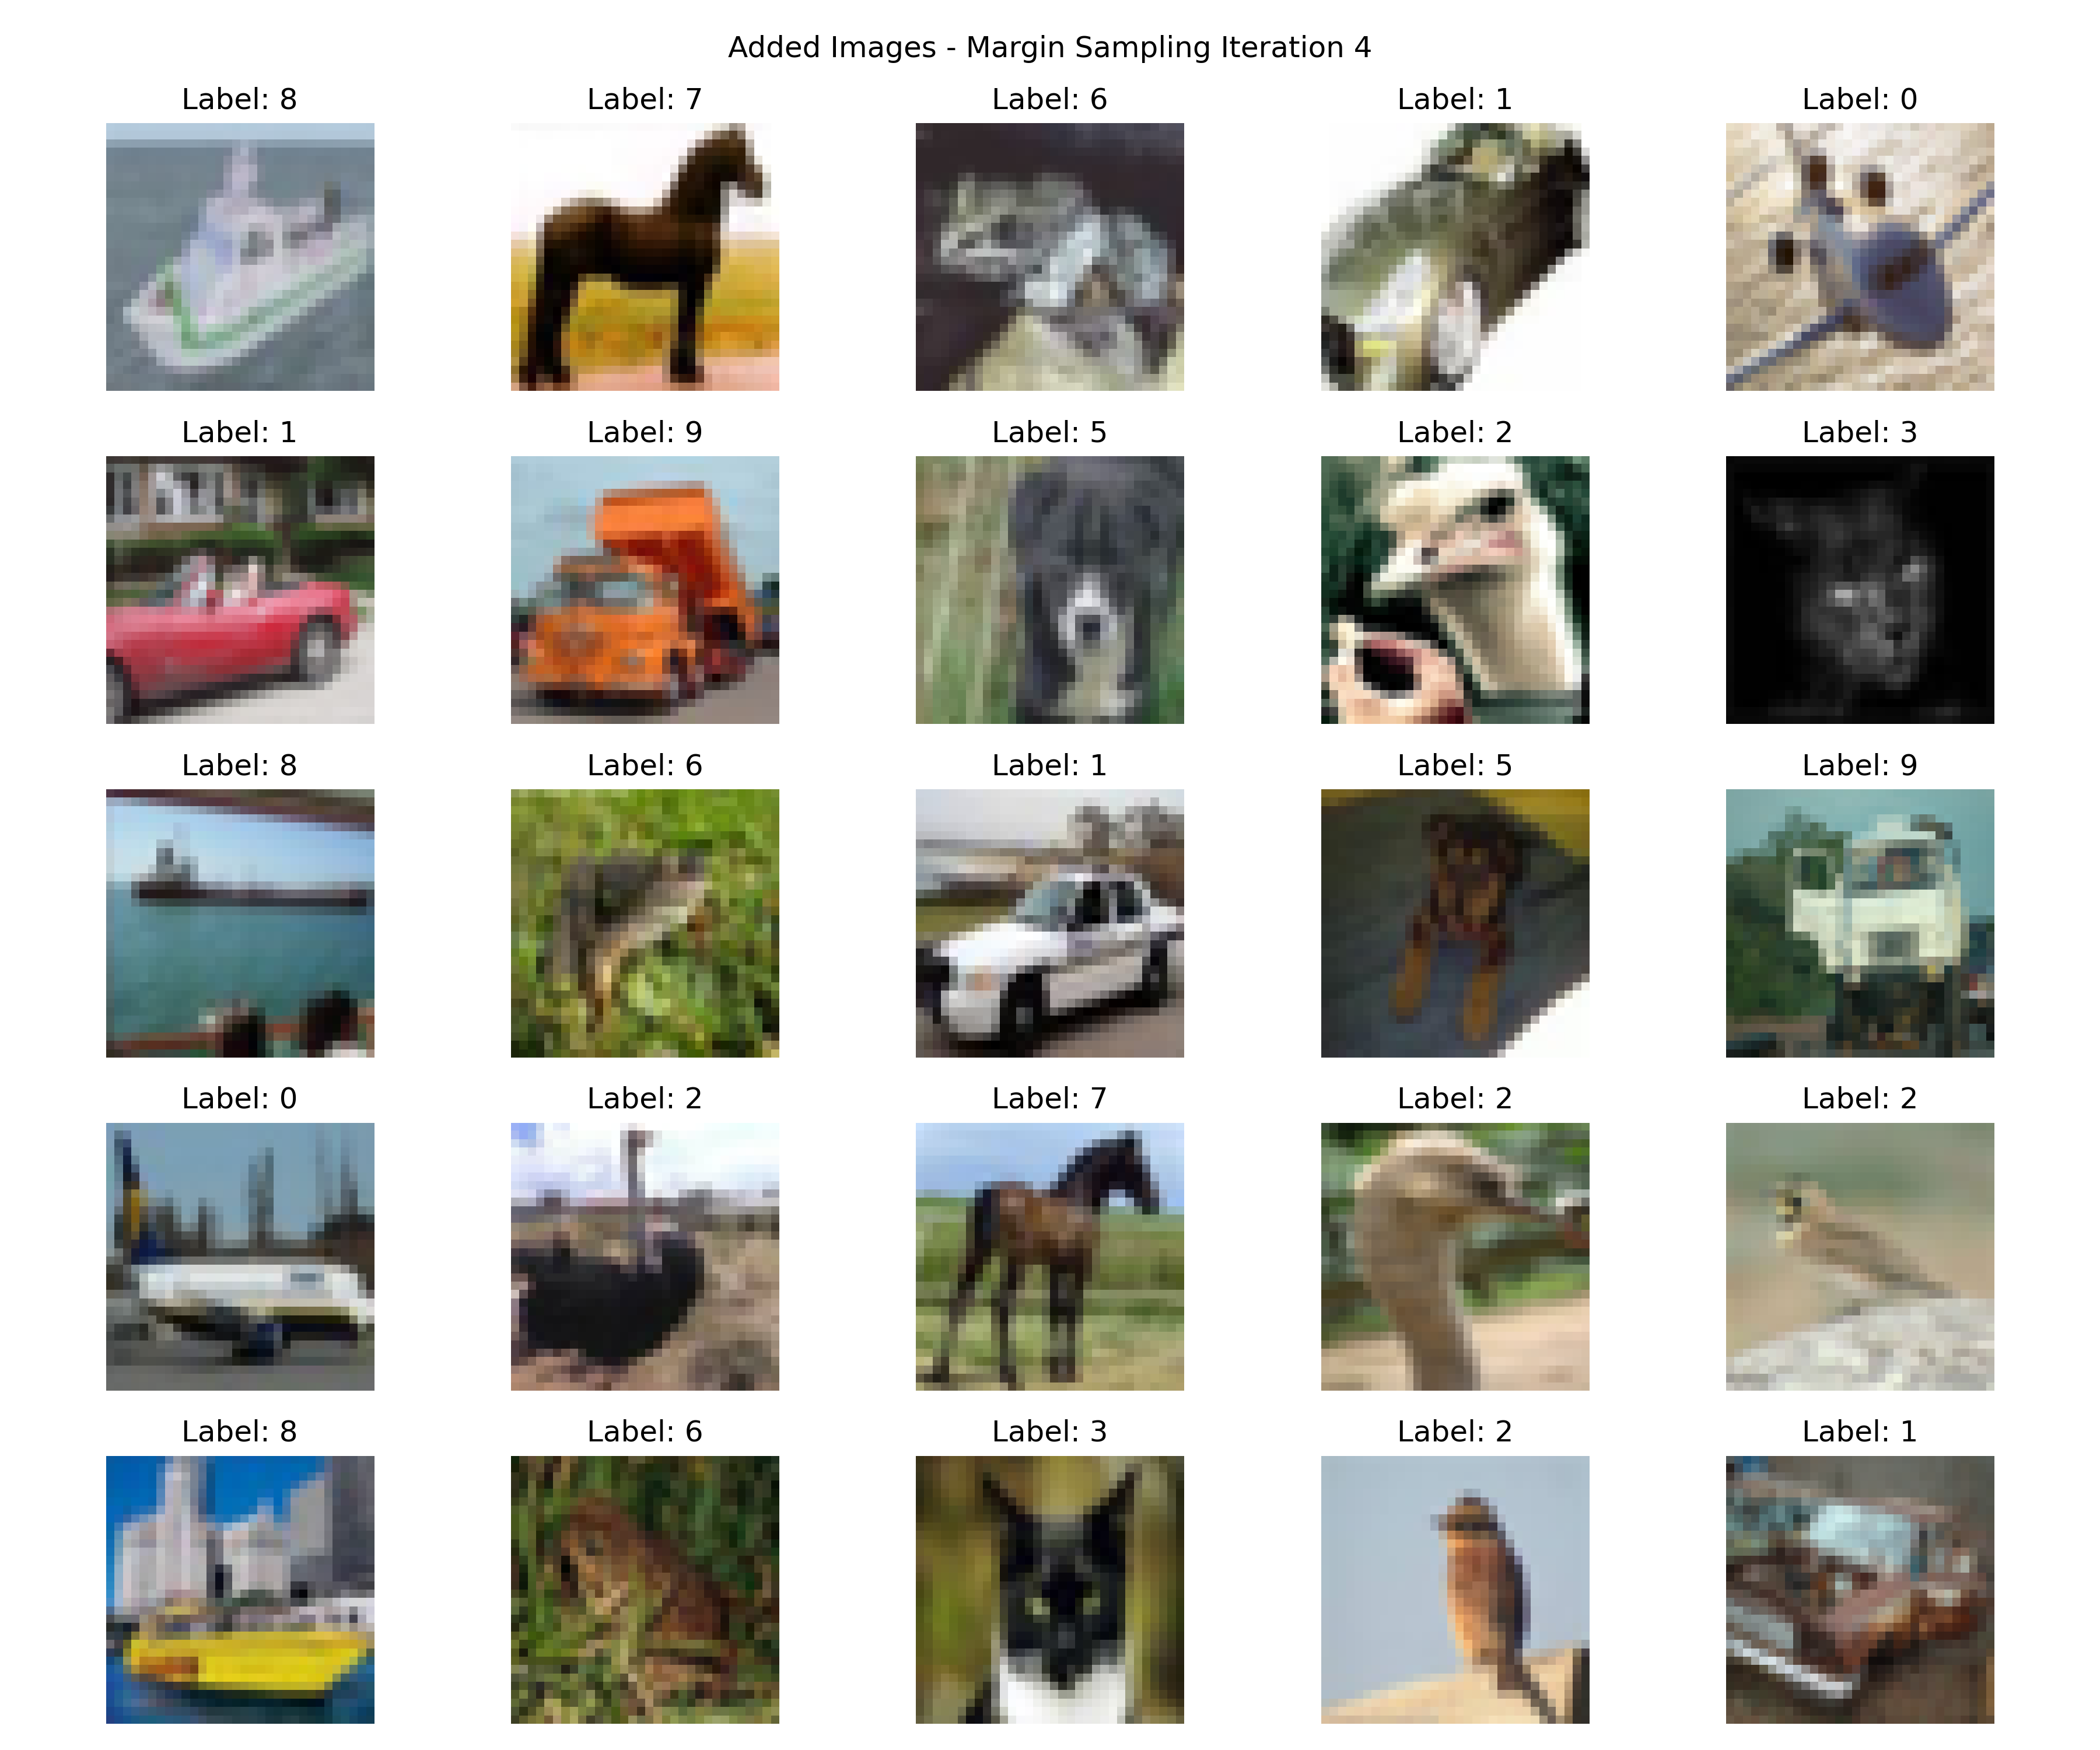 Added Images - Margin Sampling Iteration 4
Label: 8 Label: 7 Label: 6 Label: 1 Label: 0
Label: 1 Label: 9 Label: 5 Label: 2 Label: 3
Label: 8 Label: 6 Label: 1 Label: 5 Label: 9
Label: 0 Label: 2 Label: 7 Label: 2 Label: 2
Label: 8 Label: 6 Label: 3 Label: 2 Label: 1